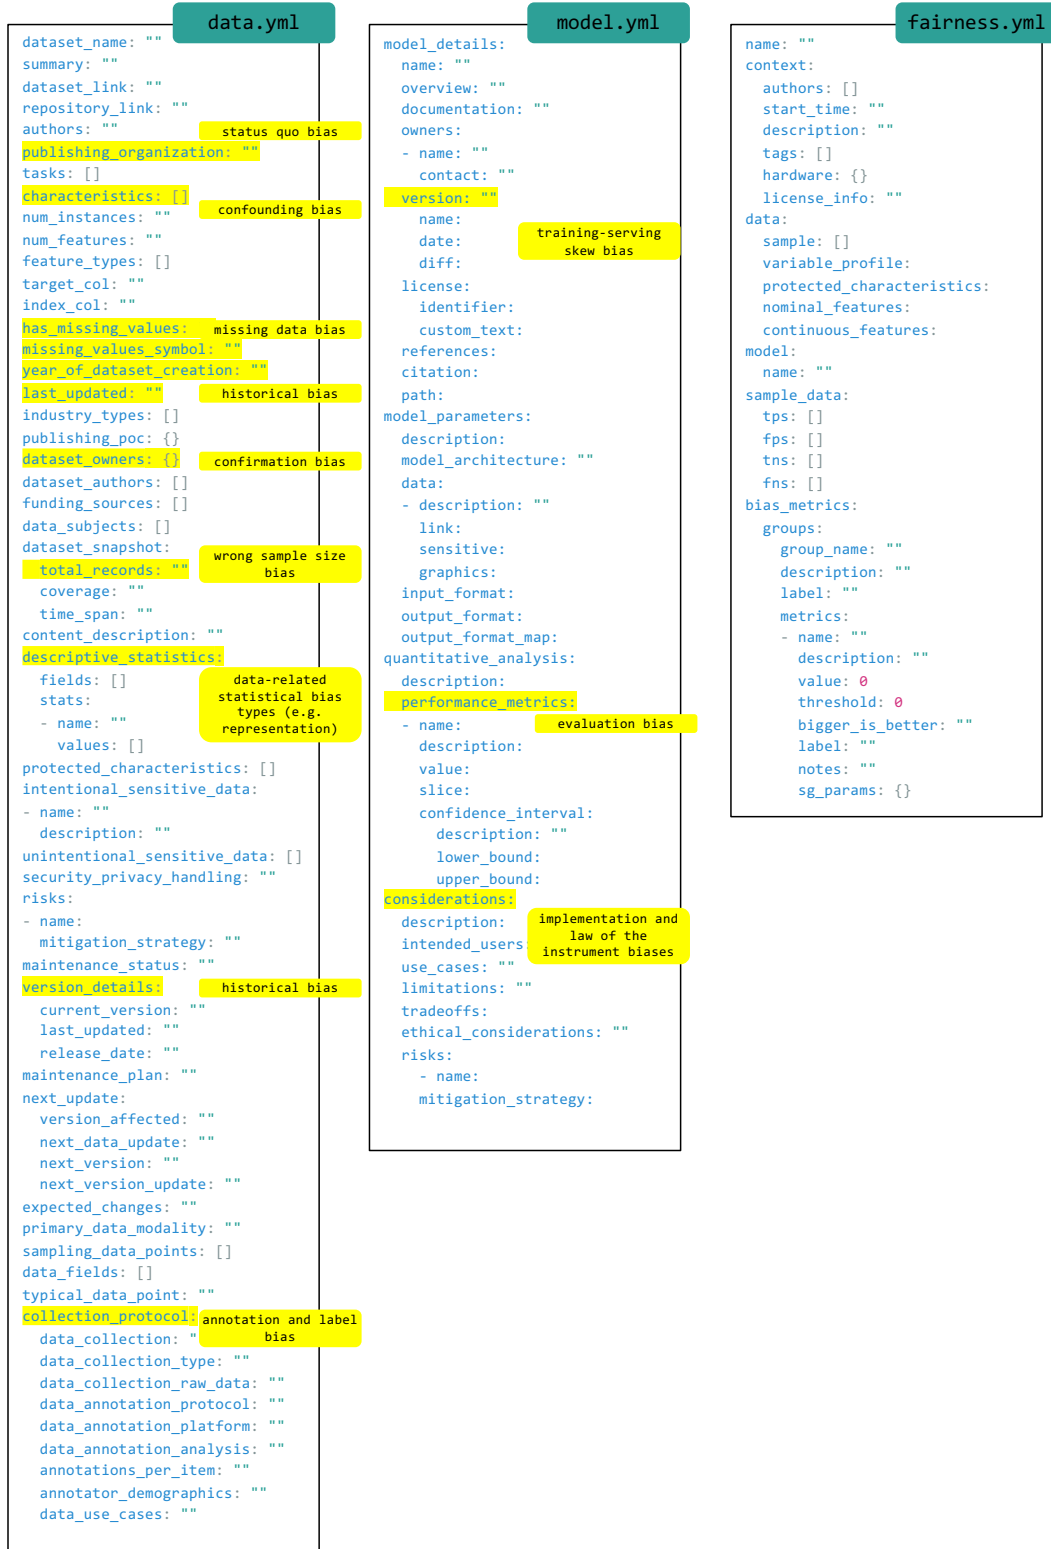 data.yml
dataset_name: ""
summary: ""
dataset_link: ""
repository_link: ""
authors: ""
status quo bias
publishing_organization: ""
tasks: []
characteristics: []
confounding bias
num_instances: ""
num_features: ""
feature_types: []
target_col: ""
index_col: ""
has_missing_values:
missing data bias
missing_values_symbol: ""
year_of_dataset_creation: ""
last_updated: ""
historical bias
industry_types: []
publishing_poc: {}
dataset_owners: {}
confirmation bias
dataset_authors: []
funding_sources: []
data_subjects: []
dataset_snapshot:
wrong sample size
bias
total_records: ""
coverage: ""
time_span: ""
content_description: ""
descriptive_statistics:
data-related
statistical bias
types (e.g.
representation)
fields: []
stats:
- name: ""
values: []
protected_characteristics: []
intentional_sensitive_data:
- name: ""
description: ""
unintentional_sensitive_data: []
security_privacy_handling: ""
risks:
- name:
mitigation_strategy: ""
maintenance_status: ""
version_details:
historical bias
current_version: ""
last_updated: ""
release_date: ""
maintenance_plan: ""
next_update:
version_affected: ""
next_data_update: ""
next_version: ""
next_version_update: ""
expected_changes: ""
primary_data_modality: ""
sampling_data_points: []
data_fields: []
typical_data_point: ""
collection_protocol:
annotation and label
bias
data_collection: "
data_collection_type: ""
data_collection_raw_data: ""
data_annotation_protocol: ""
data_annotation_platform: ""
data_annotation_analysis: ""
annotations_per_item: ""
annotator_demographics: ""
data_use_cases: ""
model.yml
model_details:
name: ""
overview: ""
documentation: ""
owners:
- name: ""
contact: ""
version: ""
training-serving
skew bias
name:
date:
diff:
license:
identifier:
custom_text:
references:
citation:
path:
model_parameters:
description:
model_architecture: ""
data:
- description: ""
link:
sensitive:
graphics:
input_format:
output_format:
output_format_map:
quantitative_analysis:
description:
performance_metrics:
evaluation bias
- name:
description:
value:
slice:
confidence_interval:
description: ""
lower_bound:
upper_bound:
considerations:
implementation and
law of the
instrument biases
description:
intended_users:
use_cases: ""
limitations: ""
tradeoffs:
ethical_considerations: ""
risks:
- name:
mitigation_strategy:
fairness.yml
name: ""
context:
authors: []
start_time: ""
description: ""
tags: []
hardware: {}
license_info: ""
data:
sample: []
variable_profile:
protected_characteristics:
nominal_features:
continuous_features:
model:
name: ""
sample_data:
tps: []
fps: []
tns: []
fns: []
bias_metrics:
groups:
group_name: ""
description: ""
label: ""
metrics:
- name: ""
description: ""
value: 0
threshold: 0
bigger_is_better: ""
label: ""
notes: ""
sg_params: {}